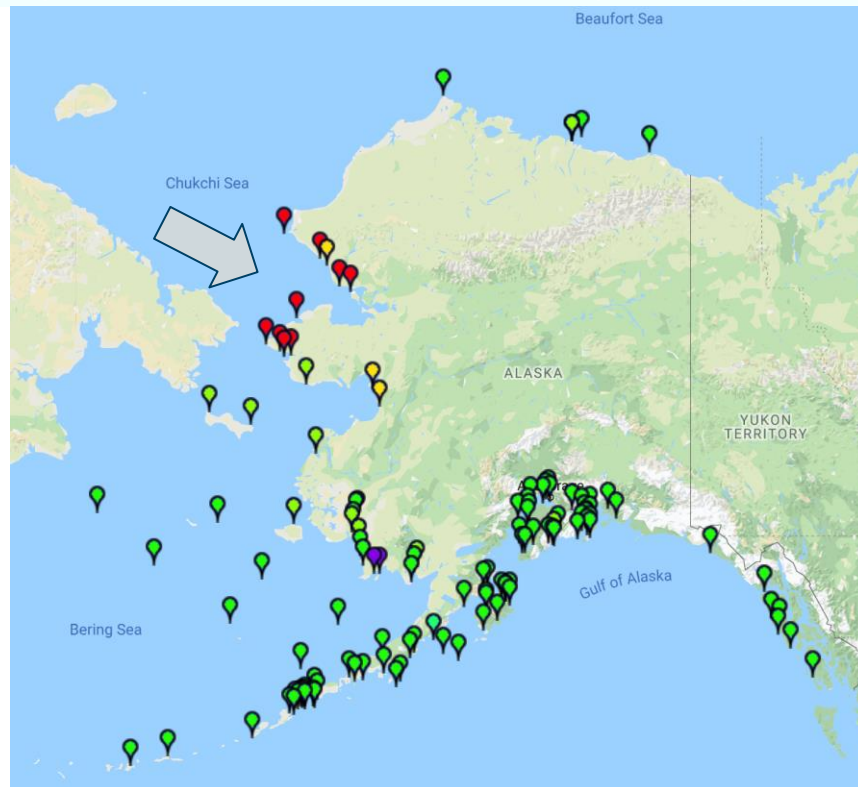 Beaufort Sea
Chukchi Sea
ALASKA
YUKON
TERRITORY
Gulf of Alaska
Bering Sea